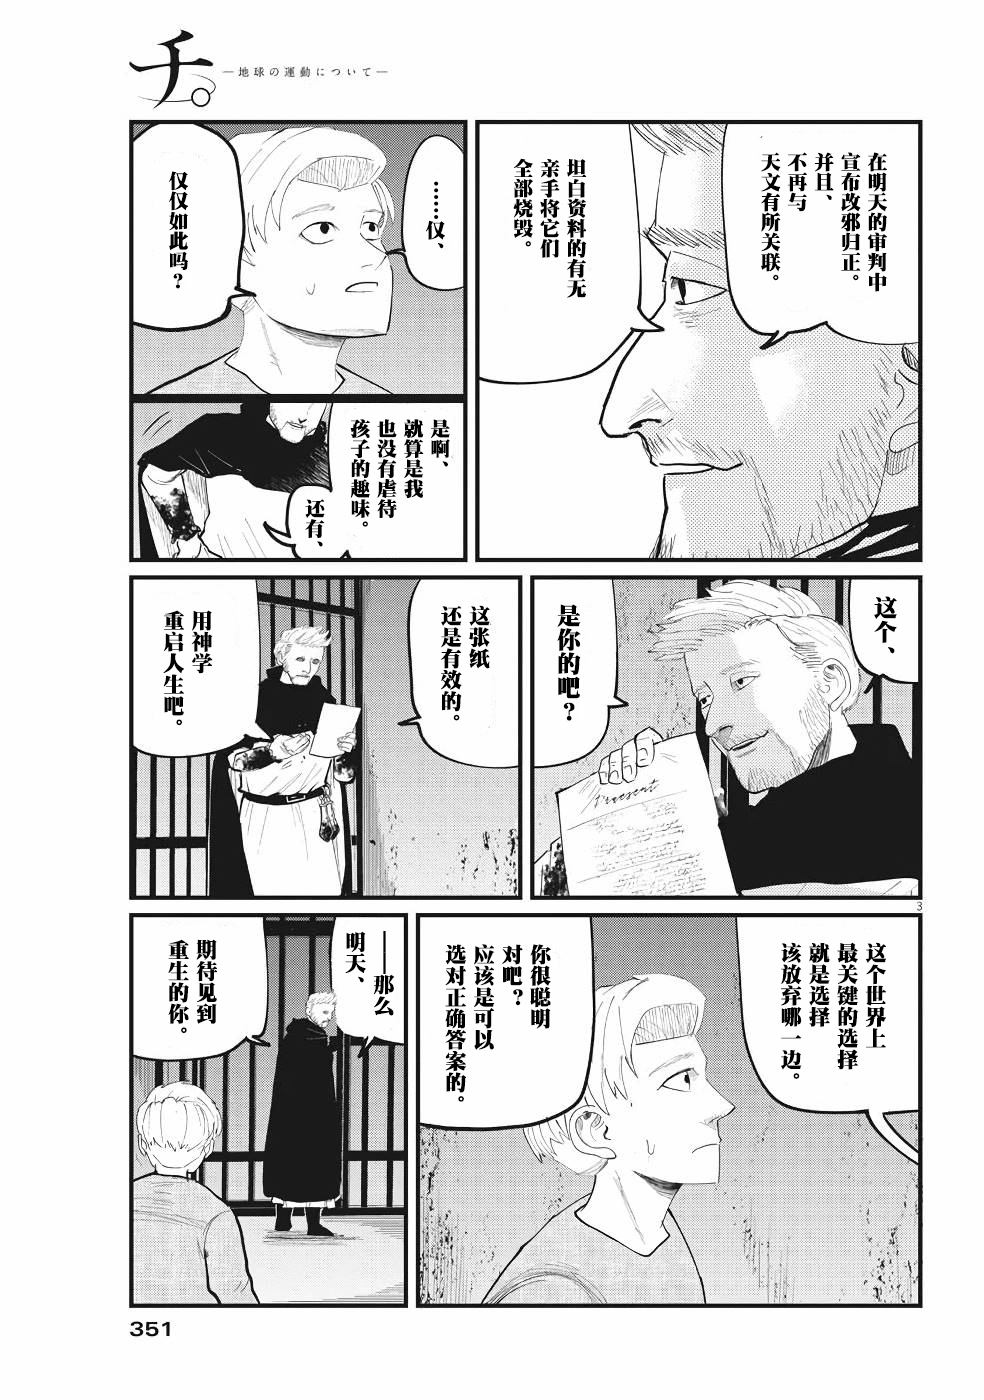 チ。
―地球の運動について―
在明天的审判中
宣布改邪归正。
并且、
不再与
天文有所关联。
坦白资料的有无
亲手将它们
全部烧毁。
……仅、
仅仅如此吗？
是啊、
就算是我
也没有虐待
孩子的趣味。
还有、
这个、
是你的吧？
这张纸
还是有效的。
用神学
重启人生吧。
3
这个世界上
最关键的选择
就是选择
该放弃哪一边。
你很聪明
对吧？
应该是可以
选对正确答案的。
——那么
明天、
期待见到
重生的你。
351